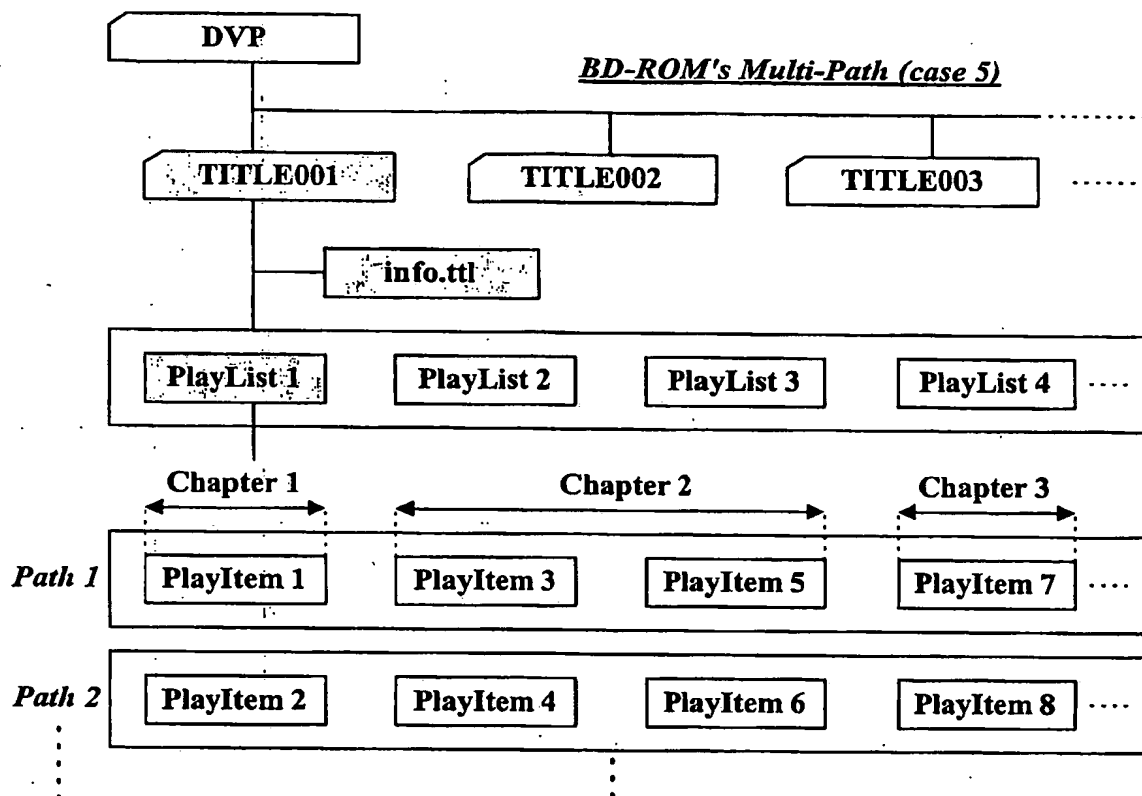 DVP
BD-ROM's Multi-Path (case 5)
TITLE001 TITLE002 TITLE003
info.ttl
PlayList 1 PlayList 2 PlayList 3 PlayList 4
Chapter 1 Chapter 2 Chapter 3
Path 1 PlayItem 1 PlayItem 3 PlayItem 5 PlayItem 7
Path 2 PlayItem 2 PlayItem 4 PlayItem 6 PlayItem 8